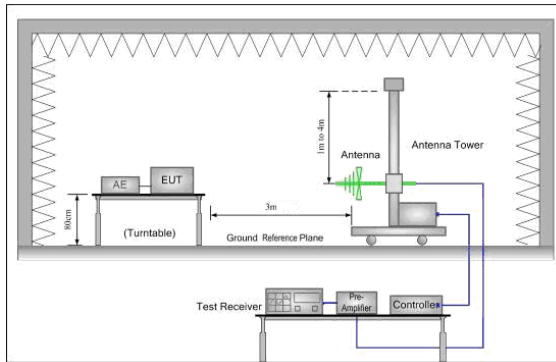 1m to 4m
Antenna Tower
Antenna
EUT
AE
3m
80cm
(Turntable)
Ground Reference Plane
Test Receiver
Pre-
Amplifier
Controller